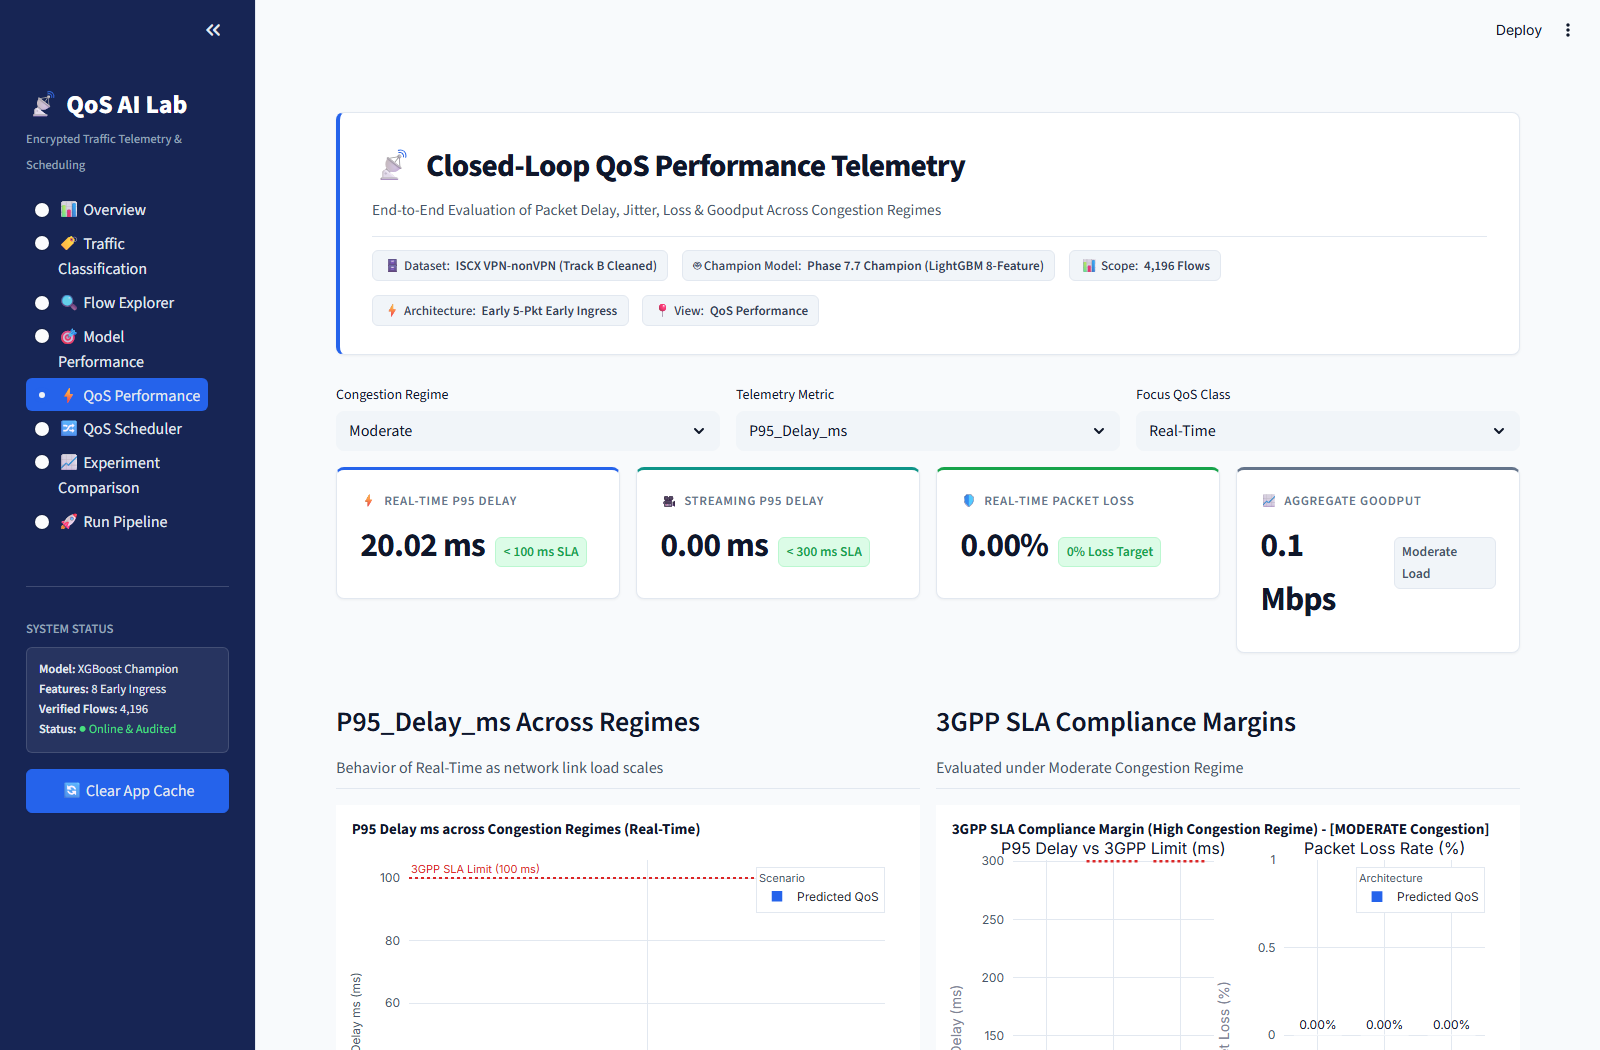 Deploy
QoS AI Lab
Encrypted Traffic Telemetry &
Scheduling
Overview
Traffic
Classification
Flow Explorer
Model
Performance
QoS Performance
QoS Scheduler
Experiment
Comparison
Run Pipeline
SYSTEM STATUS
Model: XGBoost Champion
Features: 8 Early Ingress
Verified Flows: 4,196
Status: Online & Audited
Clear App Cache
Closed-Loop QoS Performance Telemetry
End-to-End Evaluation of Packet Delay, Jitter, Loss & Goodput Across Congestion Regimes
Dataset: ISCX VPN-nonVPN (Track B Cleaned)
Champion Model: Phase 7.7 Champion (LightGBM 8-Feature)
Scope: 4,196 Flows
Architecture: Early 5-Pkt Early Ingress
View: QoS Performance
Congestion Regime
Moderate
Telemetry Metric
P95_Delay_ms
Focus QoS Class
Real-Time
REAL-TIME P95 DELAY
20.02 ms
< 100 ms SLA
STREAMING P95 DELAY
0.00 ms
< 300 ms SLA
REAL-TIME PACKET LOSS
0.00%
0% Loss Target
AGGREGATE GOODPUT
0.1
Mbps
Moderate
Load
P95_Delay_ms Across Regimes
Behavior of Real-Time as network link load scales
P95 Delay ms across Congestion Regimes (Real-Time)
3GPP SLA Limit (100 ms)
Scenario
Predicted QoS
100
80
60
Delay ms (ms)
3GPP SLA Compliance Margins
Evaluated under Moderate Congestion Regime
3GPP SLA Compliance Margin (High Congestion Regime) - [MODERATE Congestion]
P95 Delay vs 3GPP Limit (ms)
Packet Loss Rate (%)
300
250
200
150
Delay (ms)
Architecture
Predicted QoS
1
0.5
0
t Loss (%)
0.00%
0.00%
0.00%